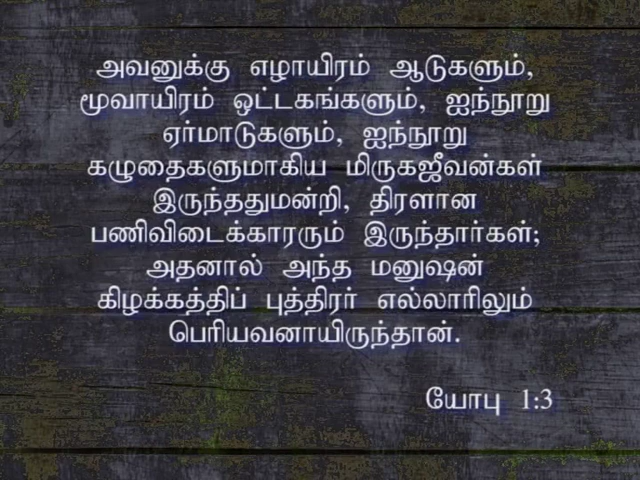 அவனுக்கு எழாயிரம் ஆடுகளும்,
மூவாயிரம் ஒட்டகங்களும், ஐந்நூறு
ஏர்மாடுகளும், ஐந்நூறு
கழுதைகளுமாகிய மிருகஜீவன்கள்
இருந்ததுமன்றி, திரளான
பணிவிடைக்காரரும் இருந்தார்கள்;
அதனால் அந்த மனுஷன்
கிழக்கத்திப் புத்திரர் எல்லாரிலும்
பெரியவனாயிருந்தான்.
யோபு 1:3